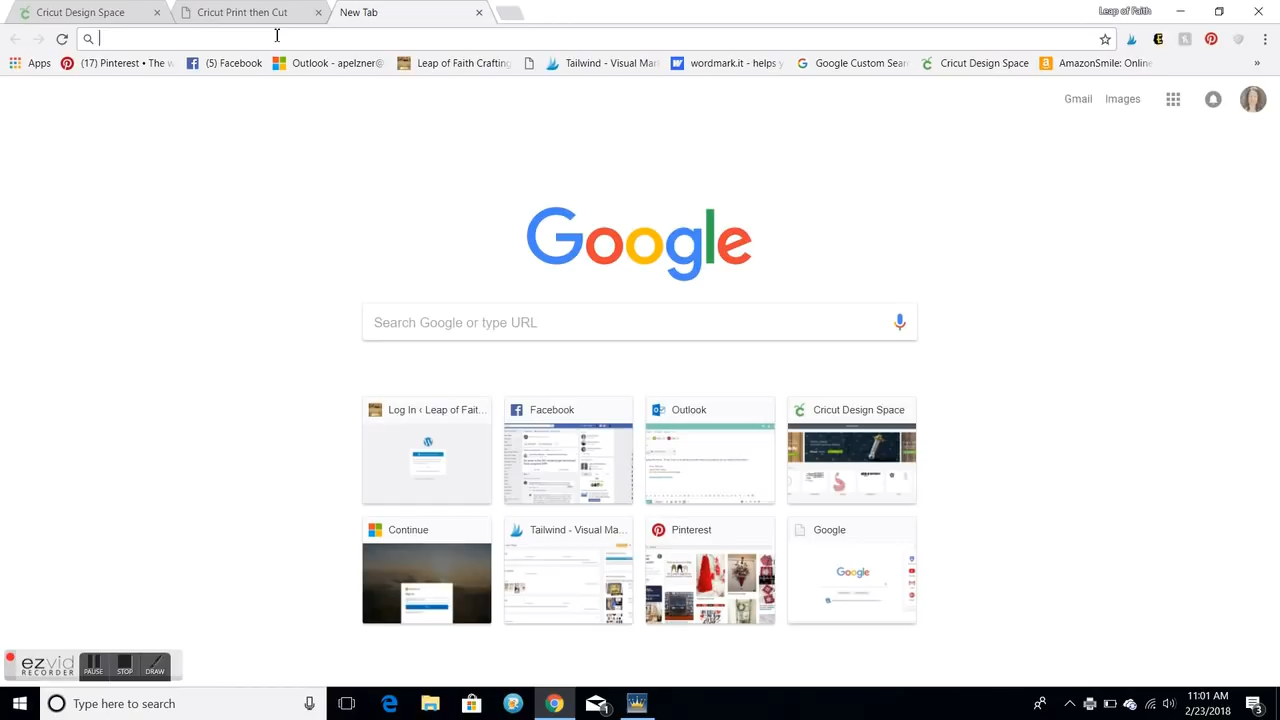 Cricut Design Space
Cricut Print then Cut
New Tab
Leap of Faith
Apps
(17) Pinterest • The w
(5) Facebook
Outlook - apelzner@
Leap of Faith Crafting
Tailwind - Visual Mar
wordmark.it - helps y
Google Custom Sear
Cricut Design Space
AmazonSmile: Online
»
Gmail
Images
Google
Search Google or type URL
Log In ‹ Leap of Fait...
Facebook
Outlook
Cricut Design Space
Continue
Tailwind - Visual Ma...
Pinterest
Google
Google
ezvid
RECORDER
PAUSE
STOP
DRAW
Type here to search
1
11:01 AM
2/23/2018
3